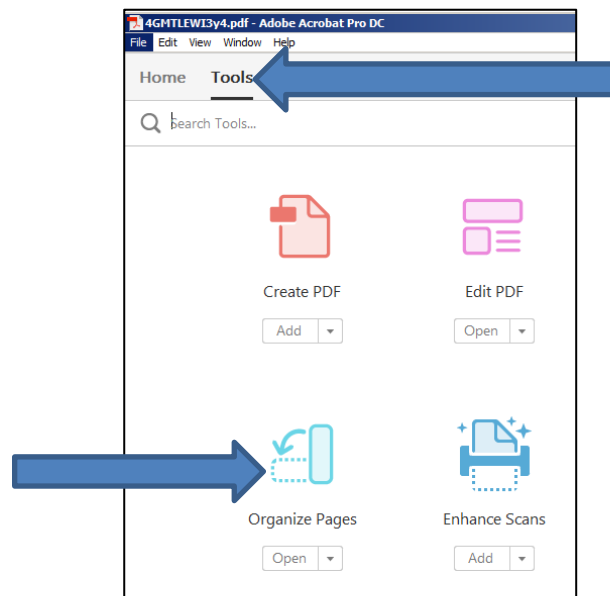 4GMTLEWI3y4.pdf - Adobe Acrobat Pro DC
File Edit View Window Help
Home Tools
Search Tools...
Create PDF Edit PDF
Add Open
Organize Pages Enhance Scans
Open Add